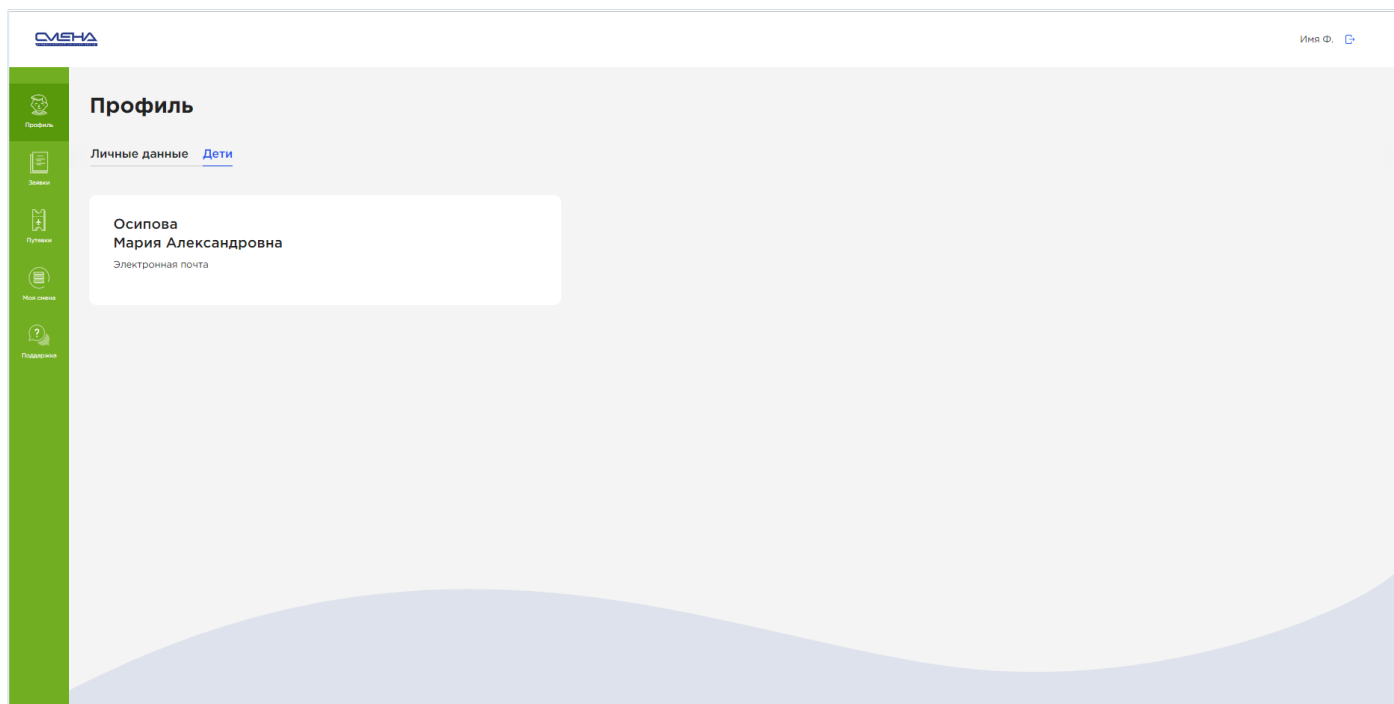 СМЕНА
Имя Ф.
Профиль
Профиль
Личные данные Дети
Заявки
Осипова
Мария Александровна
Электронная почта
Путевки
Моя смена
Поддержка